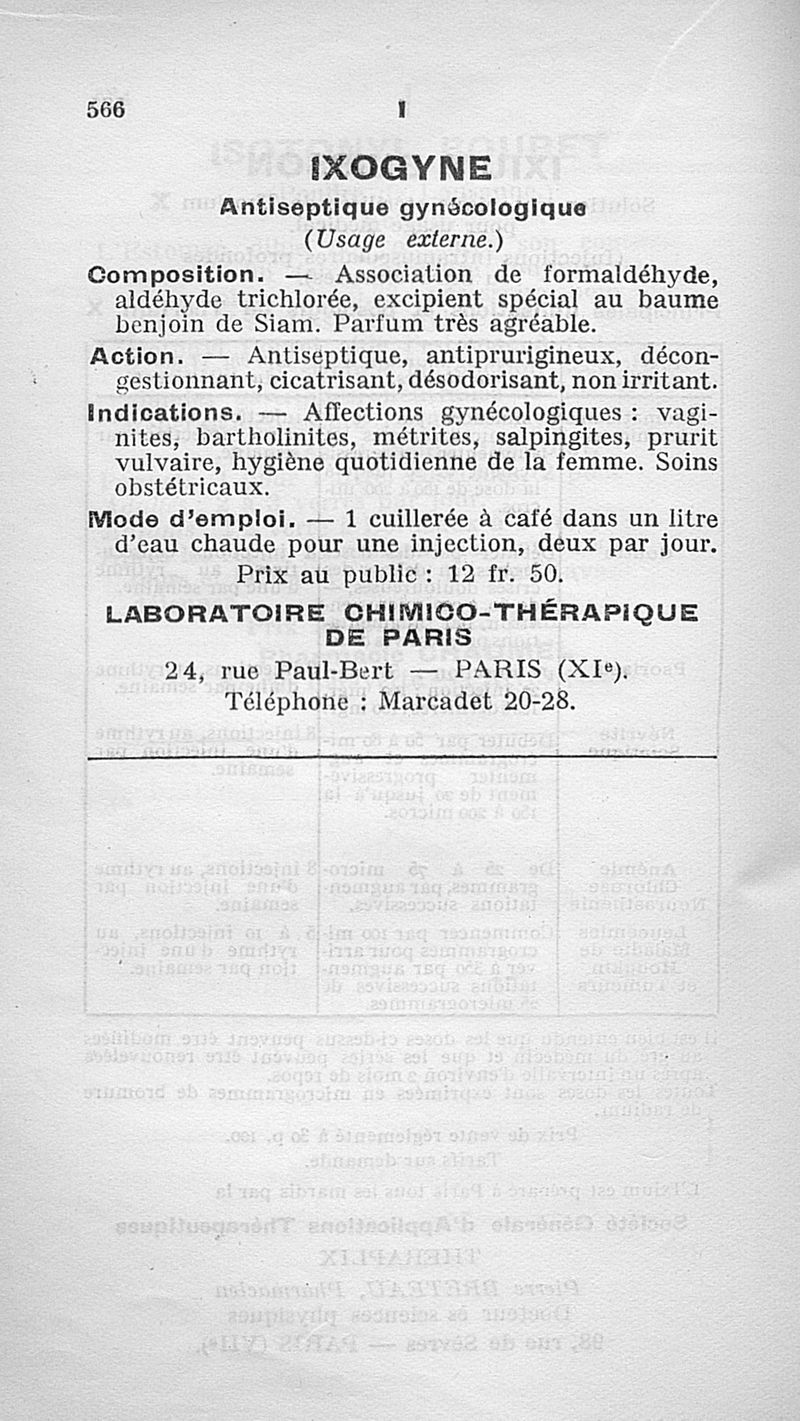 566
I
IXOGYNE
Antiseptique gynécologique
(Usage externe.)
Composition. — Association de formaldéhyde,
aldéhyde trichlorée, excipient spécial au baume
benjoin de Siam. Parfum très agréable.
Action. — Antiseptique, antiprurigineux, décon-
gestionnant, cicatrisant, désodorisant, non irritant.
Indications. — Affections gynécologiques : vagi-
nites, bartholinites, métrites, salpingites, prurit
vulvaire, hygiène quotidienne de la femme. Soins
obstétricaux.
Mode d'emploi. — 1 cuillerée à café dans un litre
d'eau chaude pour une injection, deux par jour.
Prix au public : 12 fr. 50.
LABORATOIRE CHIMICO-THÉRAPIQUE
DE PARIS
24, rue Paul-Bert — PARIS (XIe).
Téléphone : Marcadet 20-28.